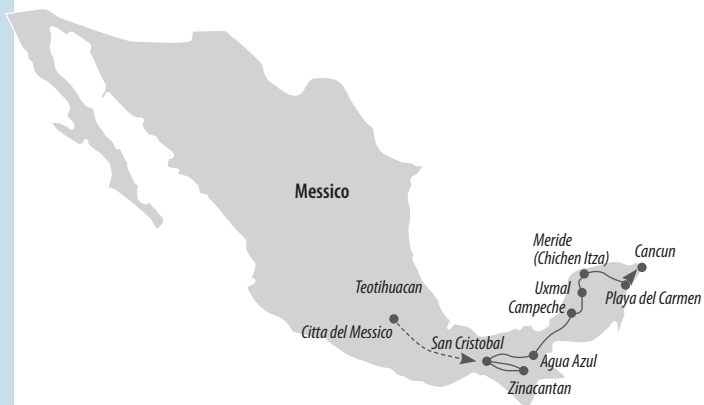 Messico
Meride
(Chichen Itza)
Cancun
Uxmal
Playa del Carmen
Campeche
Teotihuacan
Citta del Messico
San Cristobal
Agua Azul
Zinacantan